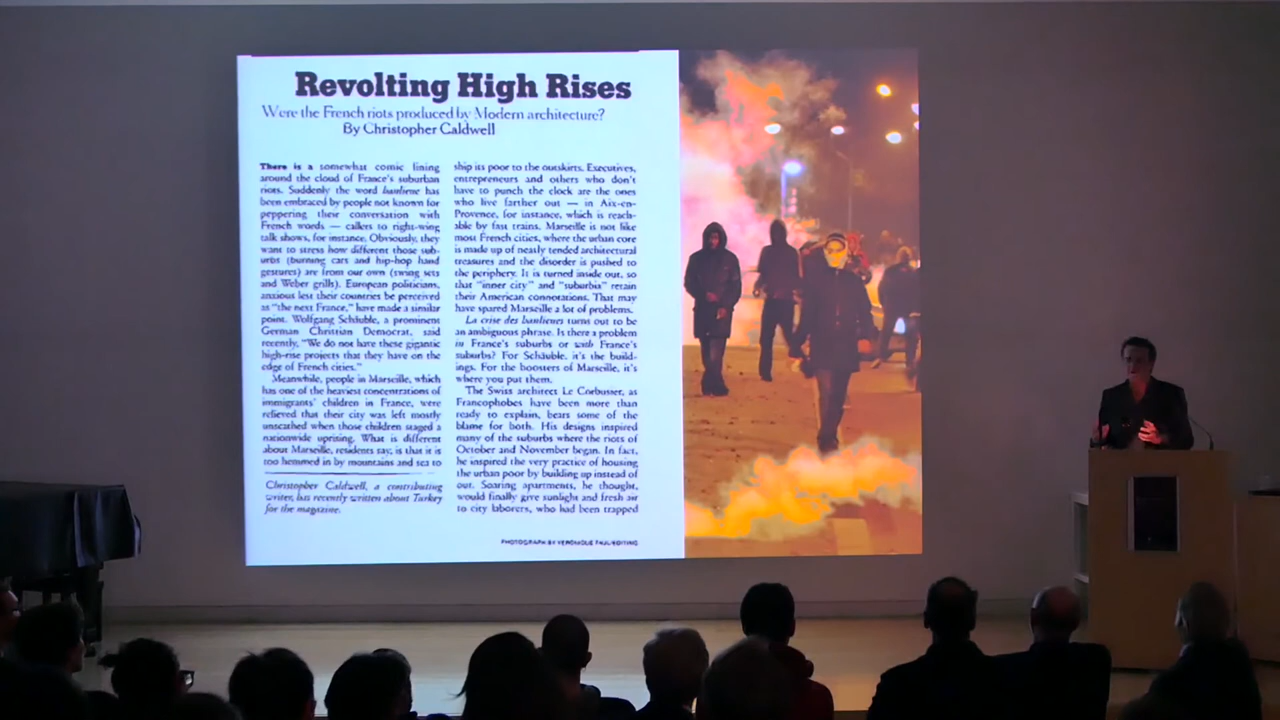 Revolting High Rises
Were the French riots produced by Modern architecture?
By Christopher Caldwell
There is a somewhat comic lining
around the cloud of France's suburban
riots. Suddenly the word banlieue has
been embraced by people not known for
peppering their conversation with
French words — callers to right-wing
talk shows, for instance. Obviously, they
want to stress how different those sub-
urbs (burning cars and hip-hop hand
gestures) are from our own (swing sets
and Weber grills). European politicians,
anxious lest their countries be perceived
as "the next France," have made a similar
point. Wolfgang Schäuble, a prominent
German Christian Democrat, said
recently, "We do not have these gigantic
high-rise projects that they have on the
edge of French cities."
Meanwhile, people in Marseille, which
has one of the heaviest concentrations of
immigrants' children in France, were
relieved that their city was left mostly
unscathed when those children staged a
nationwide uprising. What is different
about Marseille, residents say, is that it is
too hemmed in by mountains and sea to
Christopher Caldwell, a contributing
writer, has recently written about Turkey
for the magazine.
ship its poor to the outskirts. Executives,
entrepreneurs and others who don't
have to punch the clock are the ones
who live farther out — in Aix-en-
Provence, for instance, which is reach-
able by fast trains. Marseille is not like
most French cities, where the urban core
is made up of neatly tended architectural
treasures and the disorder is pushed to
the periphery. It is turned inside out, so
that "inner city" and "suburbia" retain
their American connotations. That may
have spared Marseille a lot of problems.
La crise des banlieues turns out to be
an ambiguous phrase. Is there a problem
in France's suburbs or with France's
suburbs? For Schäuble, it's the build-
ings. For the boosters of Marseille, it's
where you put them.
The Swiss architect Le Corbusier, as
Francophobes have been more than
ready to explain, bears some of the
blame for both. His designs inspired
many of the suburbs where the riots of
October and November began. In fact,
he inspired the very practice of housing
the urban poor by building up instead of
out. Soaring apartments, he thought,
would finally give sunlight and fresh air
to city laborers, who had been trapped
PHOTOGRAPH BY VERONIQUE